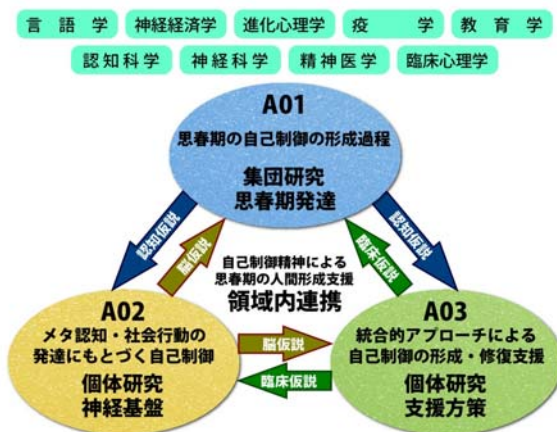 言語学 神経経済学 進化心理学 疫学 教育学
認知科学 神経科学 精神医学 臨床心理学
A01
思春期の自己制御の形成過程
集団研究
思春期発達
認知仮説
脳仮説
臨床仮説
認知仮説
自己制御精神による
思春期の人間形成支援
領域内連携
A02
メタ認知・社会行動の
発達にもとづく自己制御
個体研究
神経基盤
脳仮説
臨床仮説
A03
統合的アプローチによる
自己制御の形成・修復支援
個体研究
支援方策